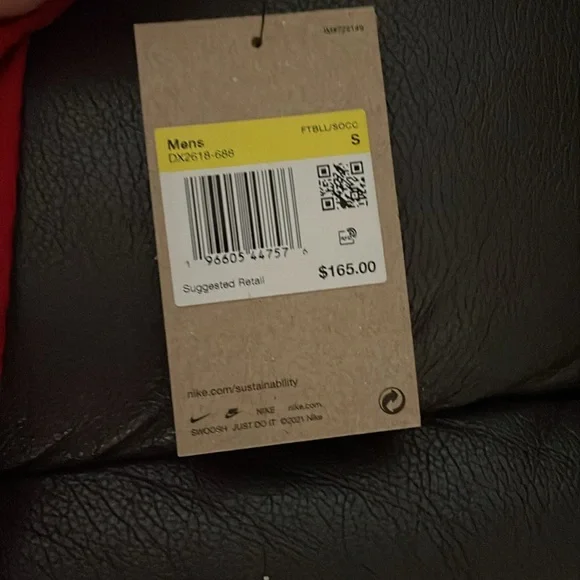 FTBLL/SOCC
Mens S
DX2618-688
1 96605 44757 6
Suggested Retail $165.00
nike.com/sustainability
NIKE nike.com
SWOOSH JUST DO IT ©2021 Nike